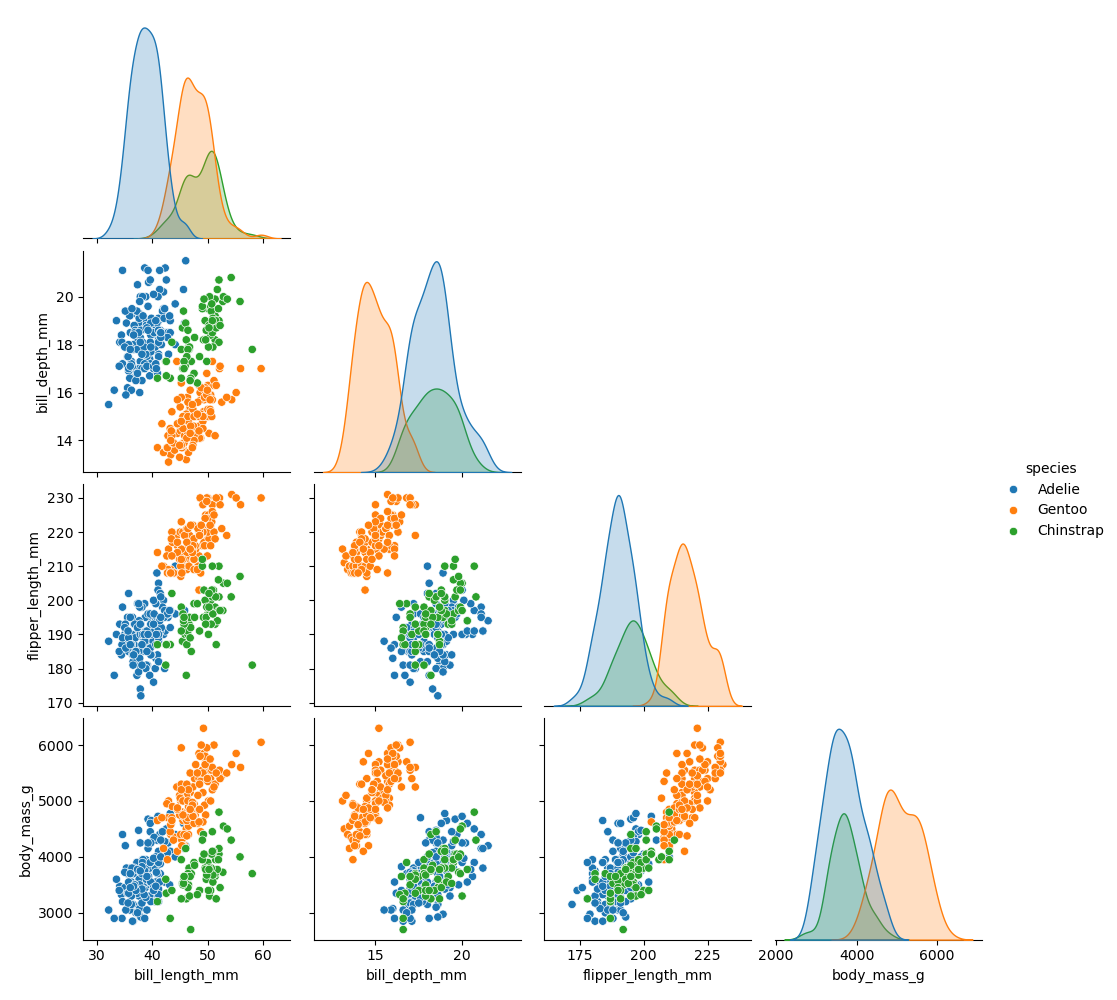 20
18
16
14
bill_depth_mm
230
220
210
200
190
180
170
flipper_length_mm
species
Adelie
Gentoo
Chinstrap
6000
5000
4000
3000
body_mass_g
30 40 50 60
bill_length_mm
15 20
bill_depth_mm
175 200 225
flipper_length_mm
2000 4000 6000
body_mass_g